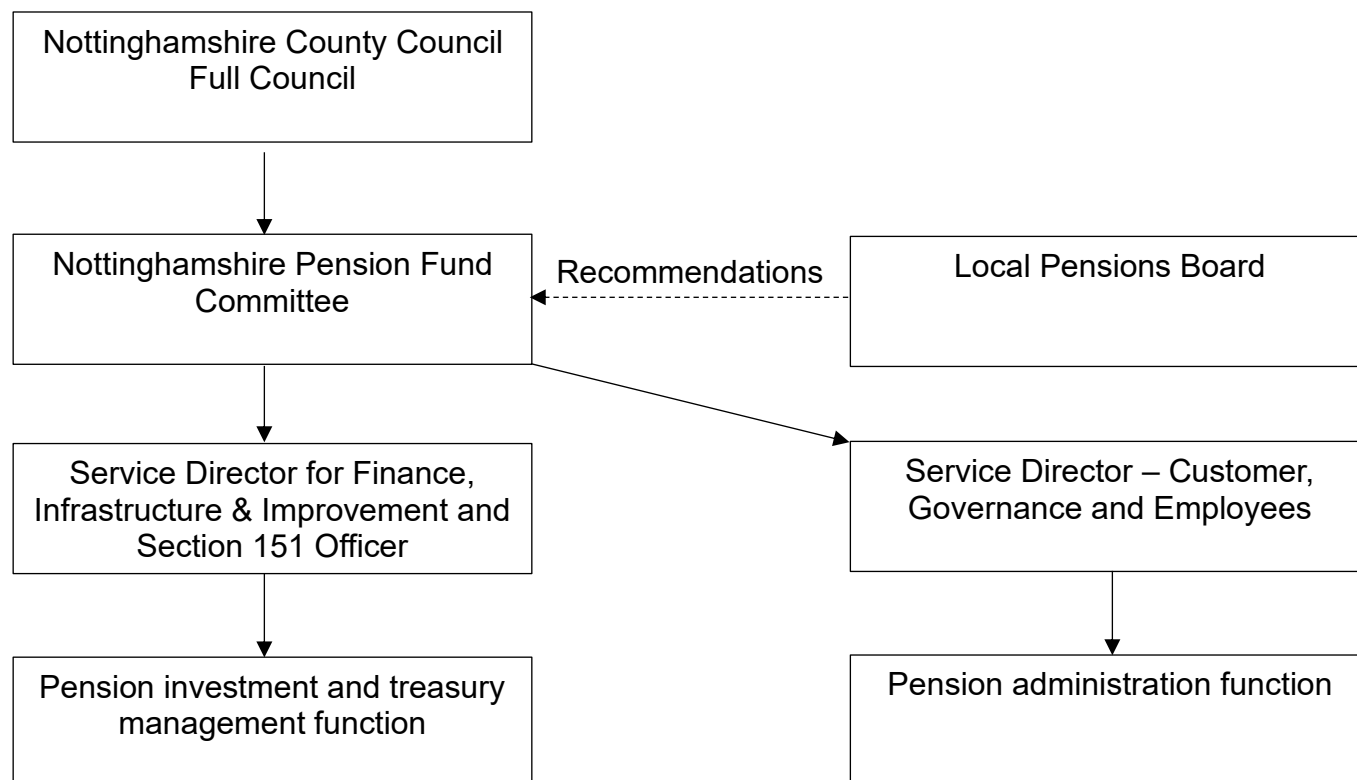 Nottinghamshire County Council
Full Council
Nottinghamshire Pension Fund
Committee
Recommendations
Local Pensions Board
Service Director for Finance,
Infrastructure & Improvement and
Section 151 Officer
Service Director – Customer,
Governance and Employees
Pension investment and treasury
management function
Pension administration function